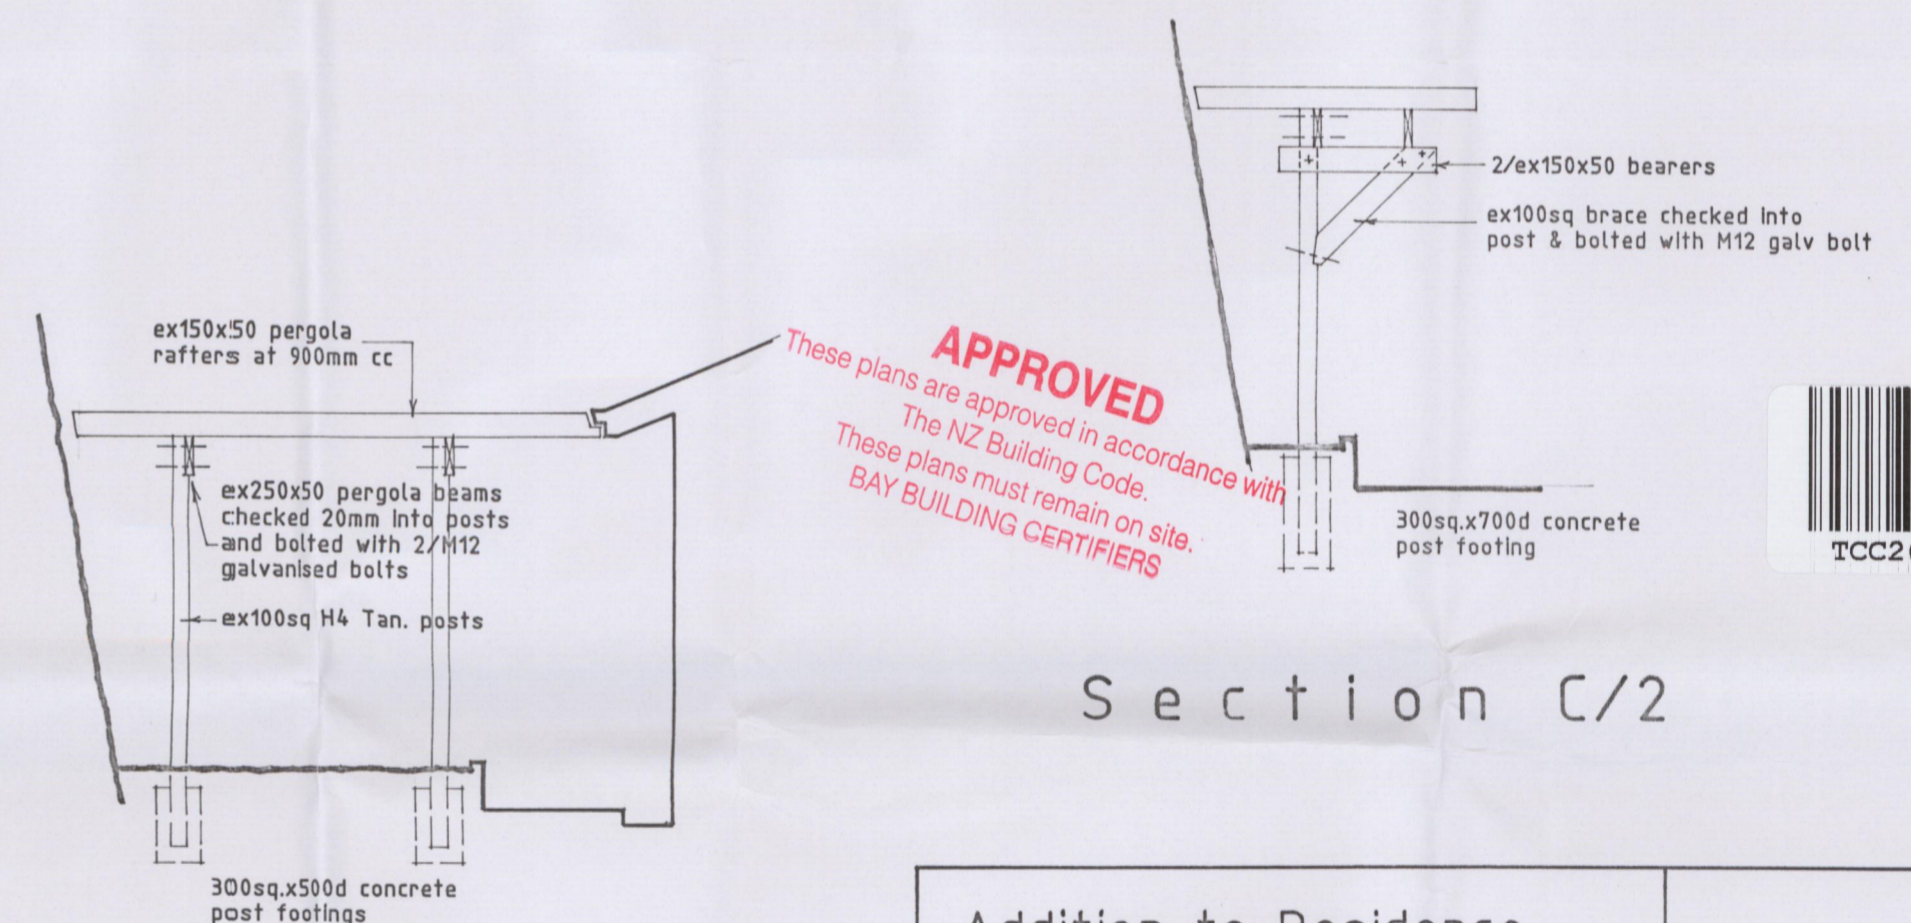 2/ex150x50 bearers
ex100sq brace checked into
post & bolted with M12 galv bolt
ex150x50 pergola
rafters at 900mm cc
APPROVED
These plans are approved in accordance with
The NZ Building Code.
These plans must remain on site.
BAY BUILDING CERTIFIERS
ex250x50 pergola beams
checked 20mm into posts
and bolted with 2/M12
galvanised bolts
300sq.x700d concrete
post footing
TCC2
ex100sq H4 Tan. posts
Section C/2
300sq.x500d concrete
post footings
Addition to Residence